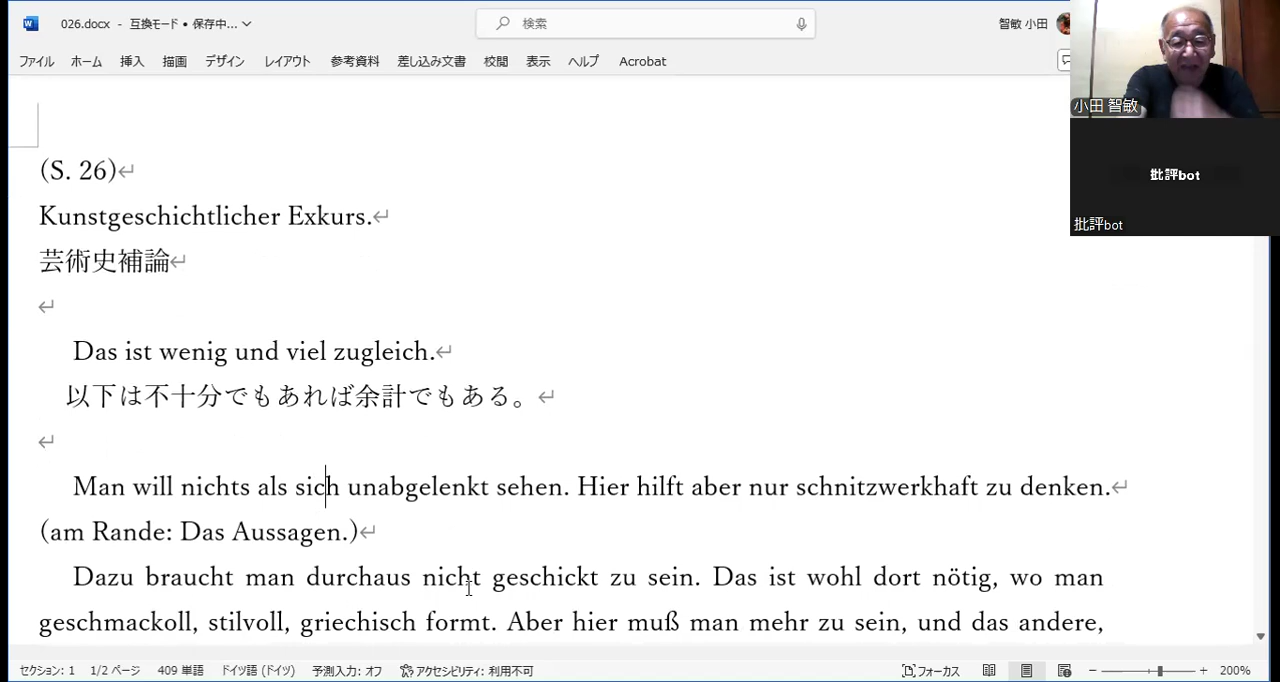 026.docx - 互換モード • 保存中...
検索
智敏 小田
ファイル ホーム 挿入 描画 デザイン レイアウト 参考資料 差し込み文書 校閲 表示 ヘルプ Acrobat
小田 智敏
批評bot
批評bot
(S. 26)↵
Kunstgeschichtlicher Exkurs.↵
芸術史補論↵
↵
Das ist wenig und viel zugleich.↵
以下は不十分でもあれば余計でもある。↵
↵
Man will nichts als sich unabgelenkt sehen. Hier hilft aber nur schnitzwerkhaft zu denken.↵
(am Rande: Das Aussagen.)↵
Dazu braucht man durchaus nicht geschickt zu sein. Das ist wohl dort nötig, wo man
geschmackoll, stilvoll, griechisch formt. Aber hier muß man mehr zu sein, und das andere,
セクション: 1 1/2 ページ 409 単語 ドイツ語 (ドイツ) 予測入力: オフ アクセシビリティ: 利用不可 フォーカス 200%